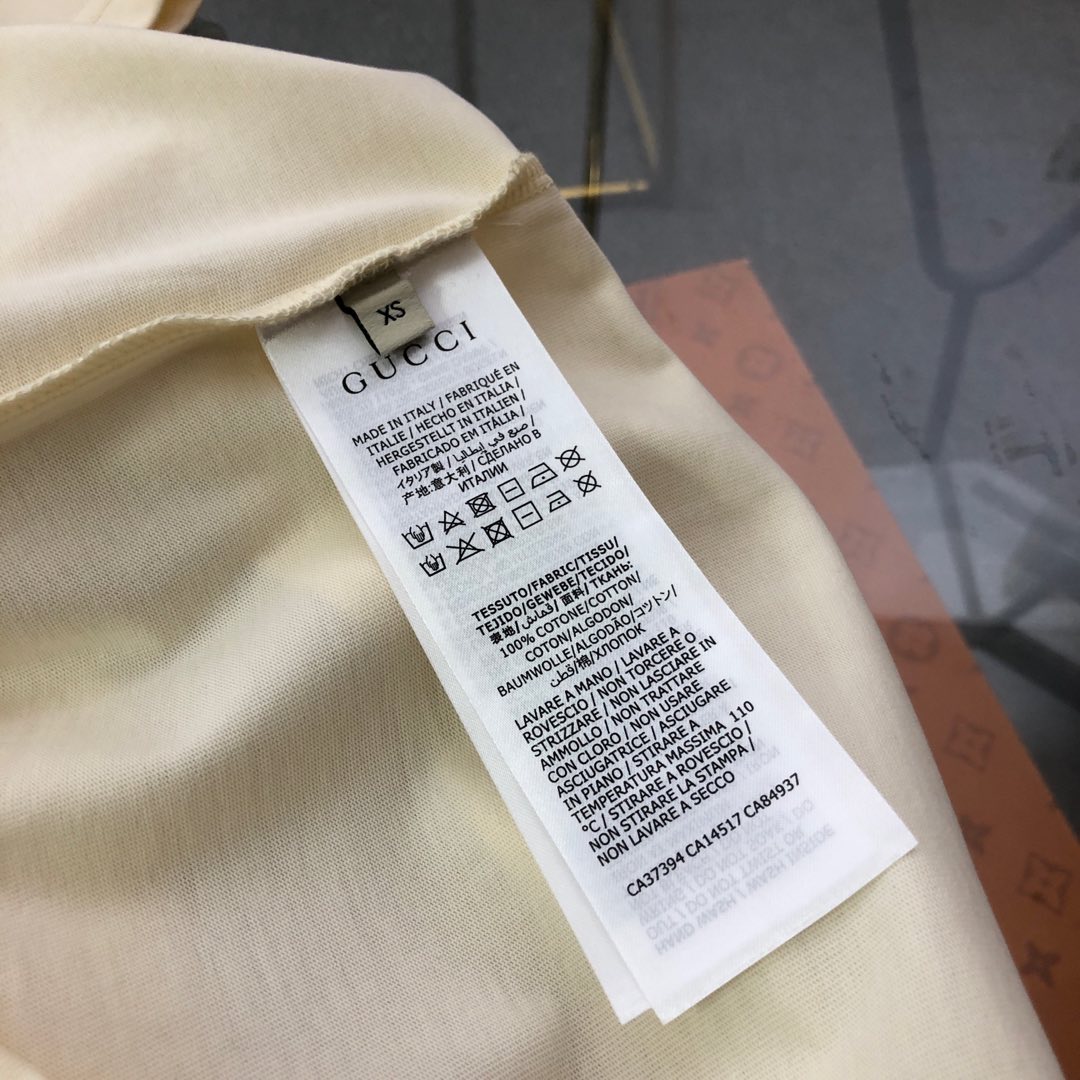 XS
GUCCI
MADE IN ITALY / FABRIQUÉ EN
ITALIE / HECHO EN ITALIA /
HERGESTELLT IN ITALIEN /
FABRICADO EM ITÁLIA /
イタリア製 / صنع في إيطاليا /
产地:意大利 / СДЕЛАНО В
ИТАЛИИ
TESSUTO/FABRIC/TISSU/
TEJIDO/GEWEBE/TECIDO/
表地/قماش/面料/ТКАНЬ:
100% COTONE/COTTON/
COTON/ALGODON/
BAUMWOLLE/ALGODÃO/コットン/
قطن/棉/ХЛОПОК
LAVARE A MANO / LAVARE A
ROVESCIO / NON TORCERE O
STRIZZARE / NON LASCIARE IN
AMMOLLO / NON TRATTARE
CON CLORO / NON USARE
ASCIUGATRICE / ASCIUGARE
IN PIANO / STIRARE A
TEMPERATURA MASSIMA 110
°C / STIRARE A ROVESCIO /
NON STIRARE LA STAMPA /
NON LAVARE A SECCO
CA37394 CA14517 CA84937